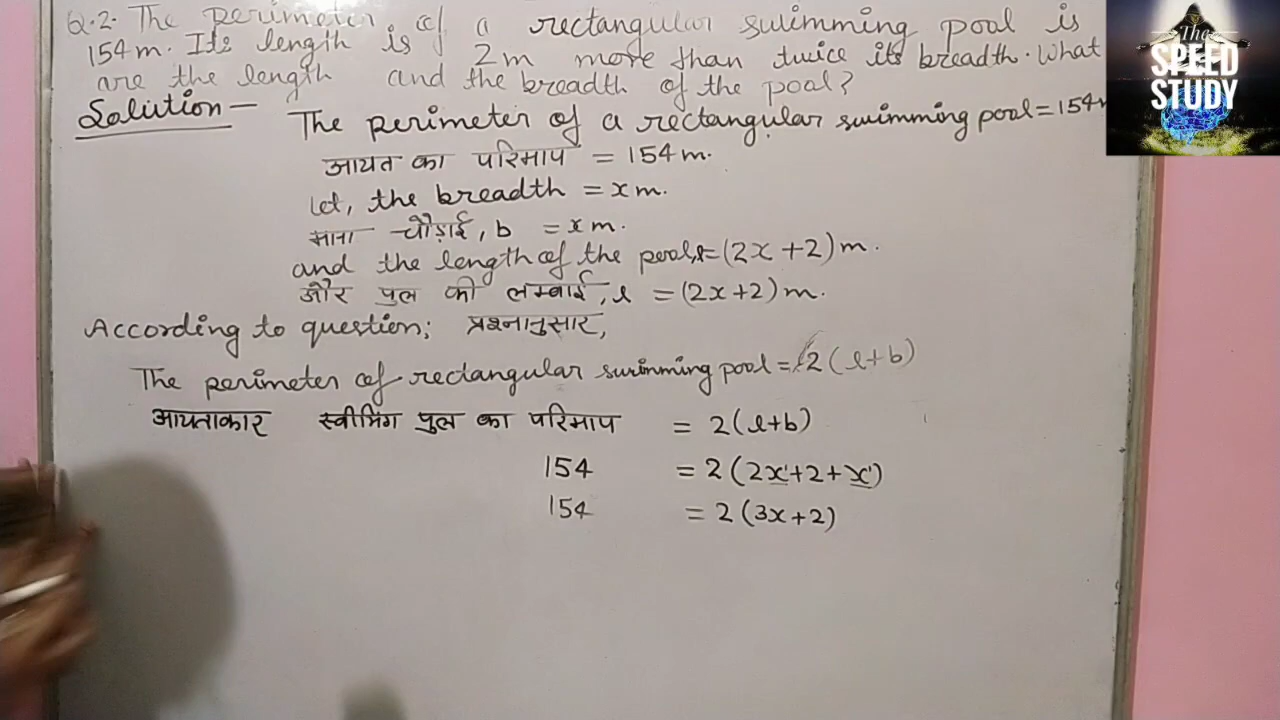 Q.2. The perimeter of a rectangular swimming pool is
154 m. Its length is 2 m more than twice its breadth. What
are the length and the breadth of the pool?
Solution — The perimeter of a rectangular swimming pool = 154 m
आयत का परिमाप = 154 m.
Let, the breadth = x m.
माना चौड़ाई, b = x m.
and the length of the pool, l = (2x + 2) m.
और पुल की लम्बाई, l = (2x+2) m.
According to question; प्रश्नानुसार,
The perimeter of rectangular swimming pool = 2 (l+b)
आयताकार स्वीमिंग पुल का परिमाप = 2 (l+b)
154 = 2 (2x+2+x)
154 = 2 (3x+2)
The
SPEED
STUDY